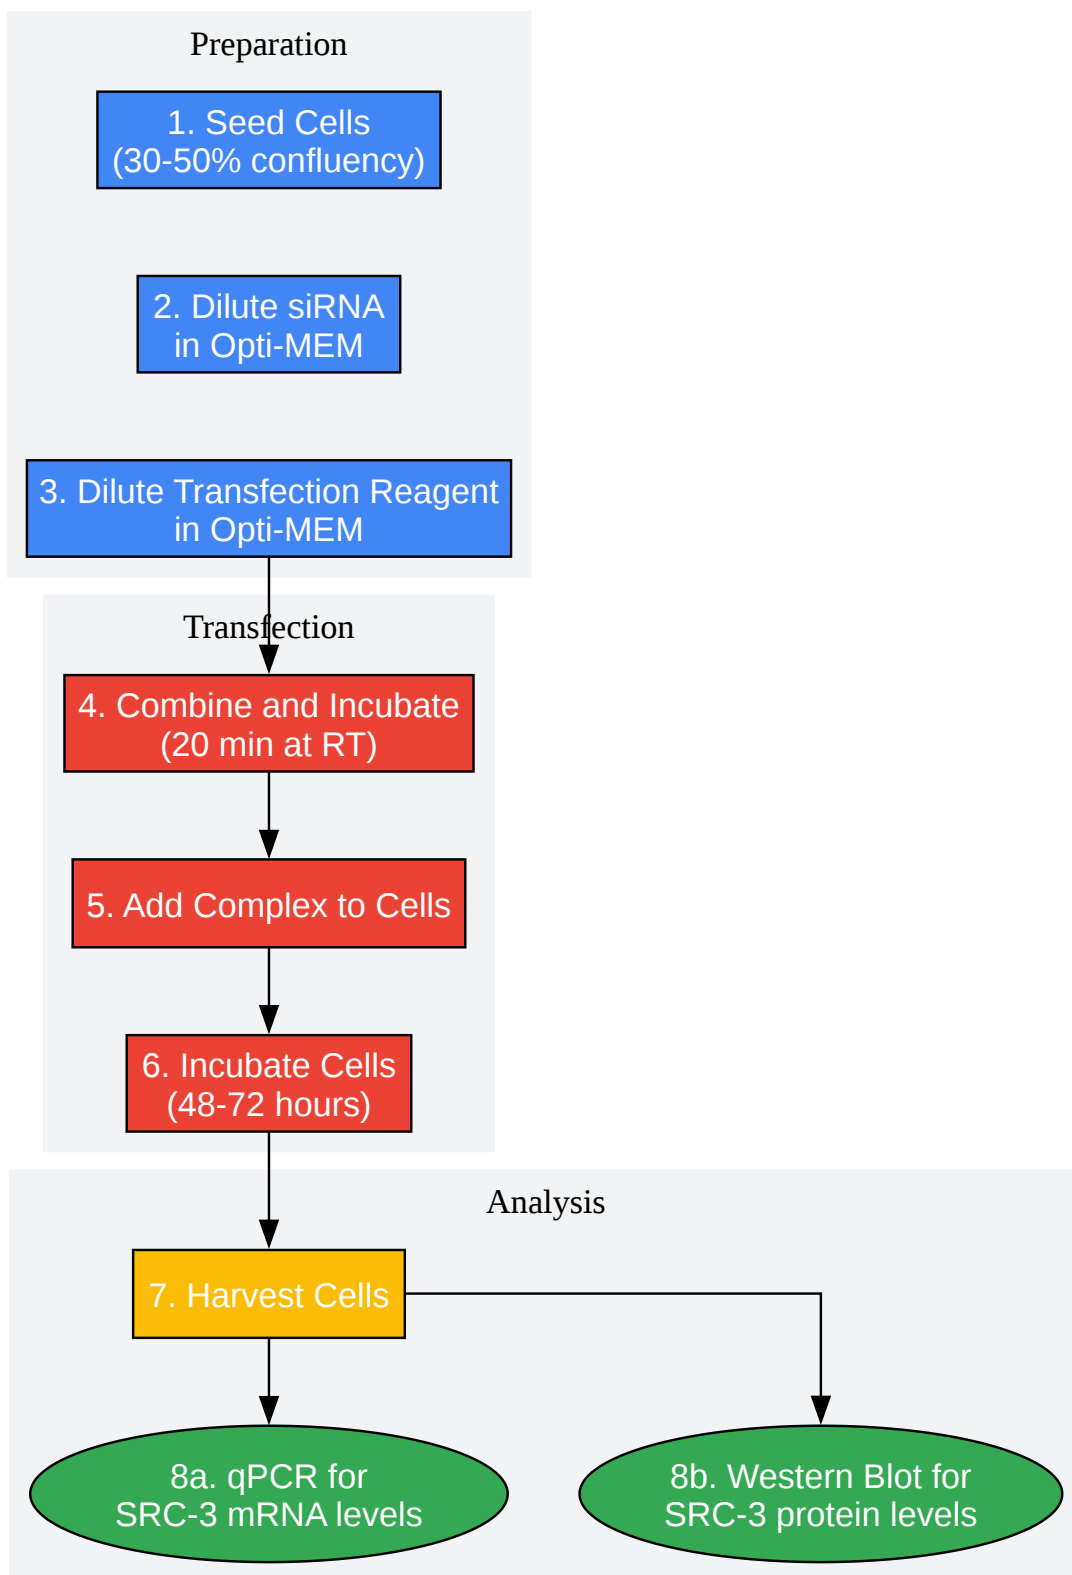 Preparation
1. Seed Cells
(30-50% confluency)
2. Dilute siRNA
in Opti-MEM
3. Dilute Transfection Reagent
in Opti-MEM
Transfection
4. Combine and Incubate
(20 min at RT)
5. Add Complex to Cells
6. Incubate Cells
(48-72 hours)
Analysis
7. Harvest Cells
8a. qPCR for
SRC-3 mRNA levels
8b. Western Blot for
SRC-3 protein levels